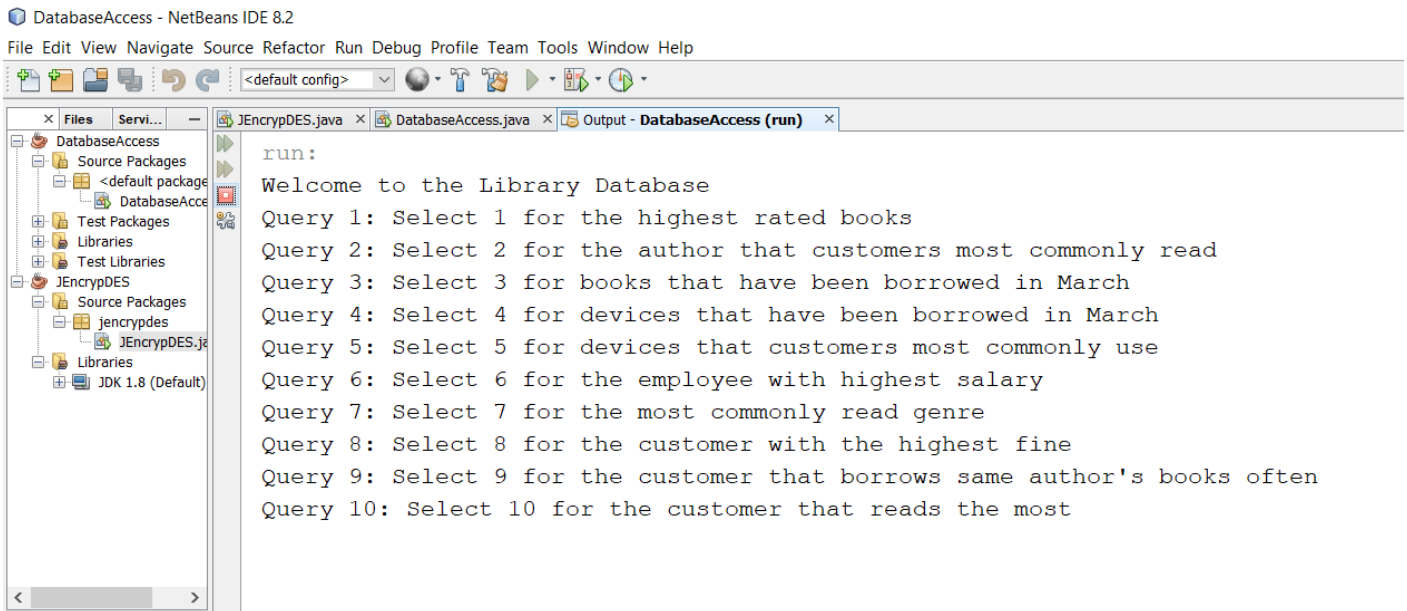 DatabaseAccess - NetBeans IDE 8.2
File Edit View Navigate Source Refactor Run Debug Profile Team Tools Window Help
<default config>
Files Servi...
JEncrypDES.java DatabaseAccess.java Output - DatabaseAccess (run)
DatabaseAccess
Source Packages
<default package
DatabaseAcce
Test Packages
Libraries
Test Libraries
JEncrypDES
Source Packages
jencrypdes
JEncrypDES.ja
Libraries
JDK 1.8 (Default)
run:
Welcome to the Library Database
Query 1: Select 1 for the highest rated books
Query 2: Select 2 for the author that customers most commonly read
Query 3: Select 3 for books that have been borrowed in March
Query 4: Select 4 for devices that have been borrowed in March
Query 5: Select 5 for devices that customers most commonly use
Query 6: Select 6 for the employee with highest salary
Query 7: Select 7 for the most commonly read genre
Query 8: Select 8 for the customer with the highest fine
Query 9: Select 9 for the customer that borrows same author's books often
Query 10: Select 10 for the customer that reads the most